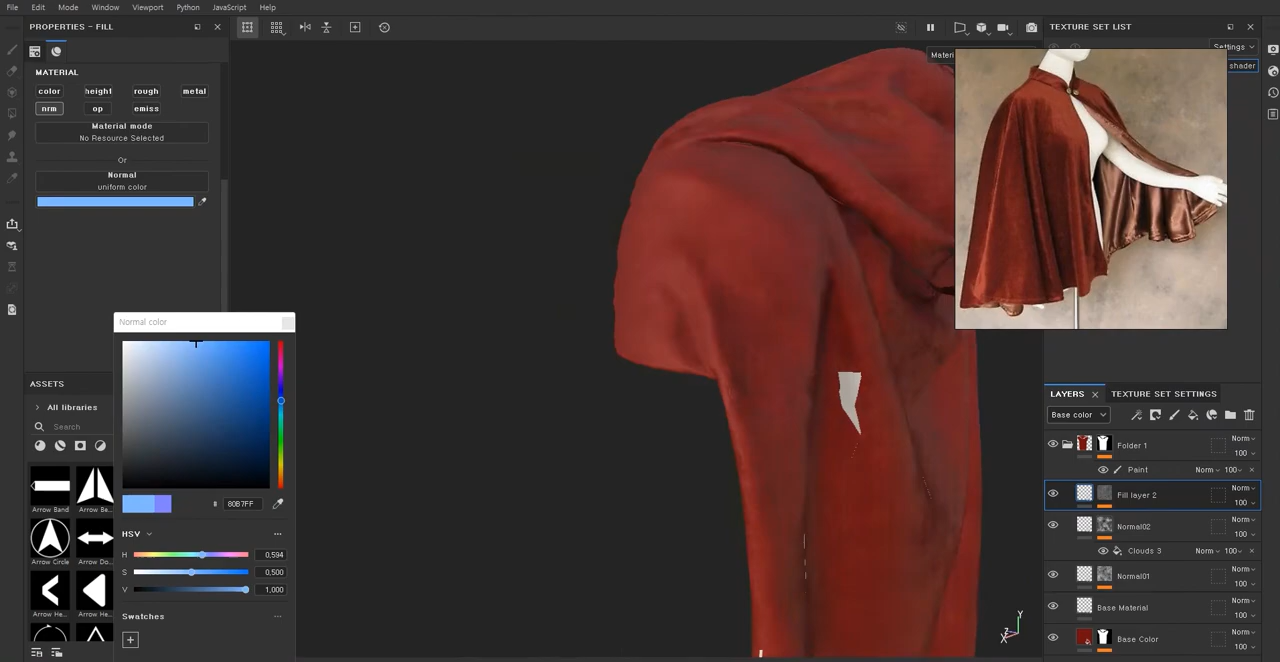 File Edit Mode Window Viewport Python JavaScript Help
PROPERTIES - FILL
MATERIAL
color height rough metal
nrm op emiss
Material mode
No Resource Selected
Or
Normal
uniform color
Normal color
80B7FF
HSV
H 0,594
S 0,500
V 1,000
Swatches
ASSETS
All libraries
Search
Arrow Band Arrow Be...
Arrow Circle Arrow Do...
Arrow He... Arrow He...
Materi
Y
Z
X
TEXTURE SET LIST
Settings
shader
LAYERS TEXTURE SET SETTINGS
Base color
Folder 1 Norm 100
Paint Norm 100
Fill layer 2 Norm 100
Normal02 Norm 100
Clouds 3 Norm 100
Normal01 Norm 100
Base Material Norm 100
Base Color Norm 100